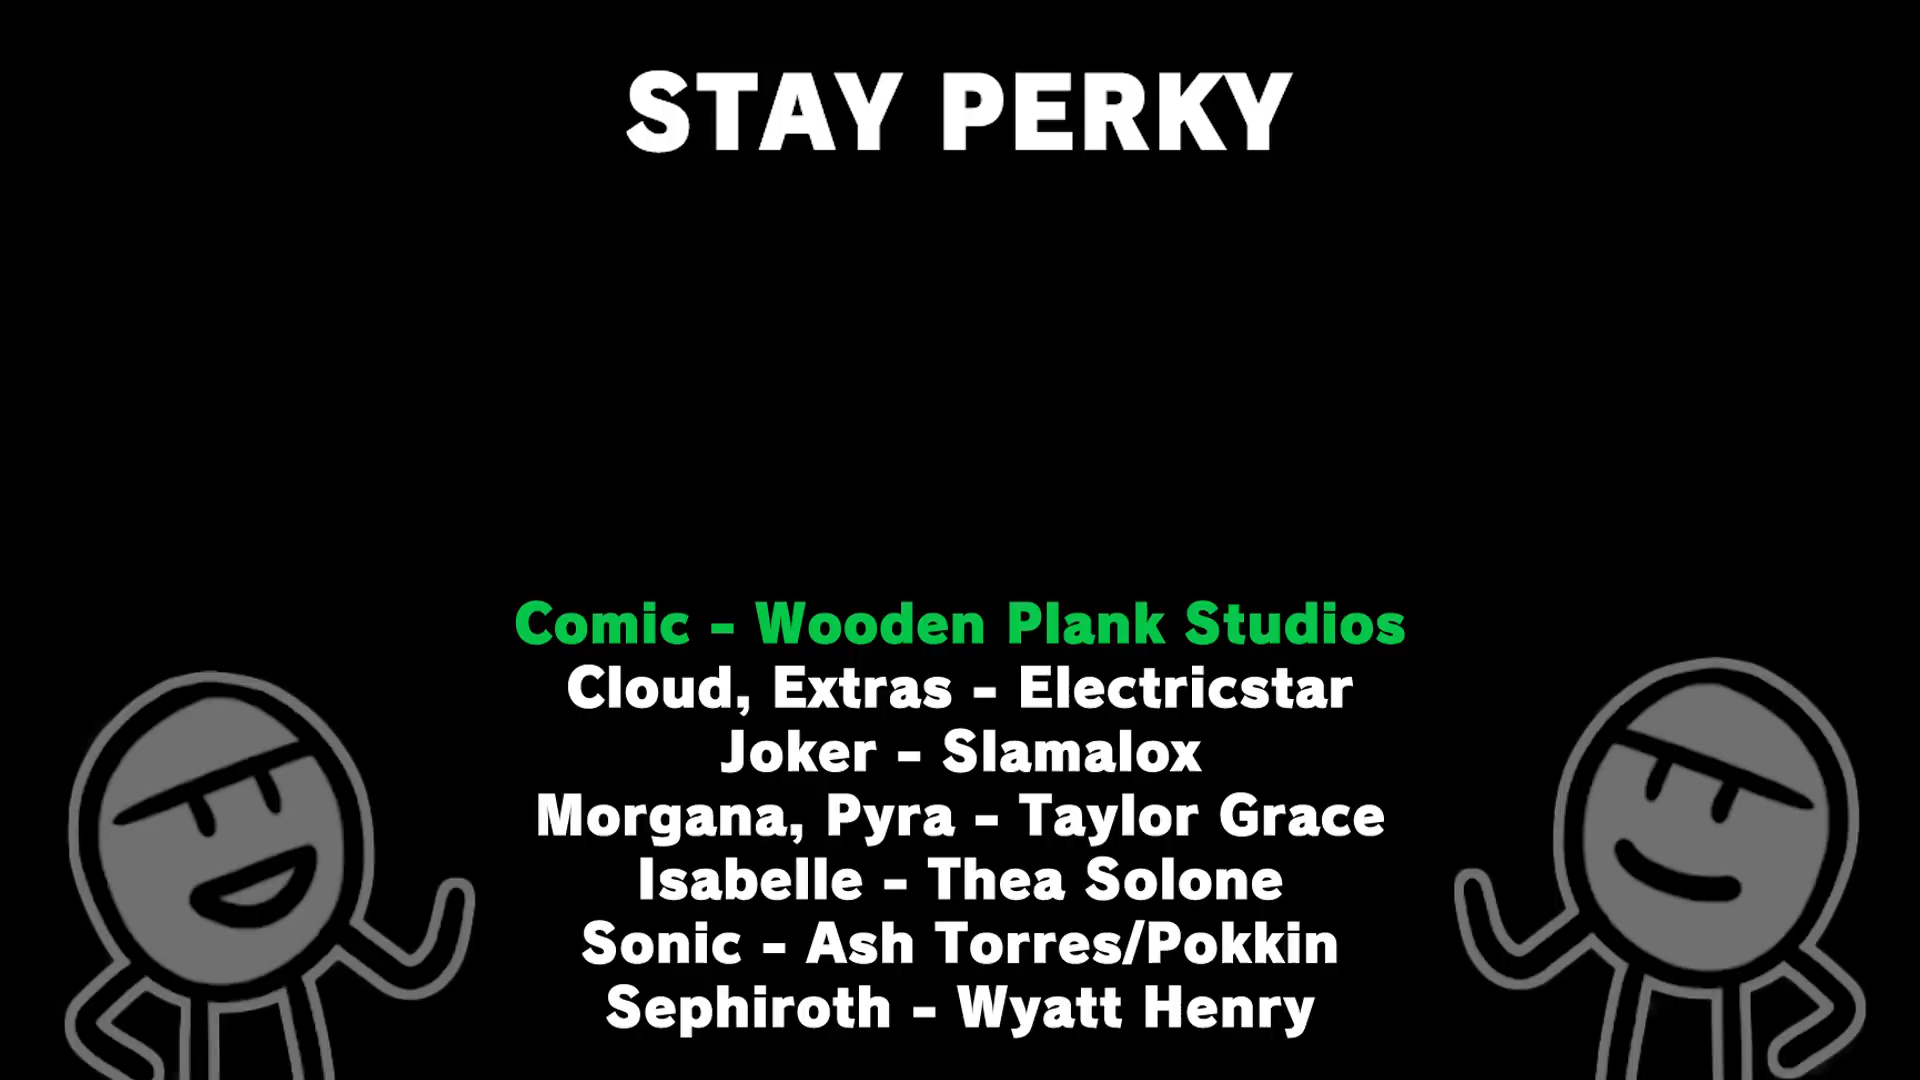 STAY PERKY
Comic - Wooden Plank Studios
Cloud, Extras - Electricstar
Joker - Slamalox
Morgana, Pyra - Taylor Grace
Isabelle - Thea Solone
Sonic - Ash Torres/Pokkin
Sephiroth - Wyatt Henry